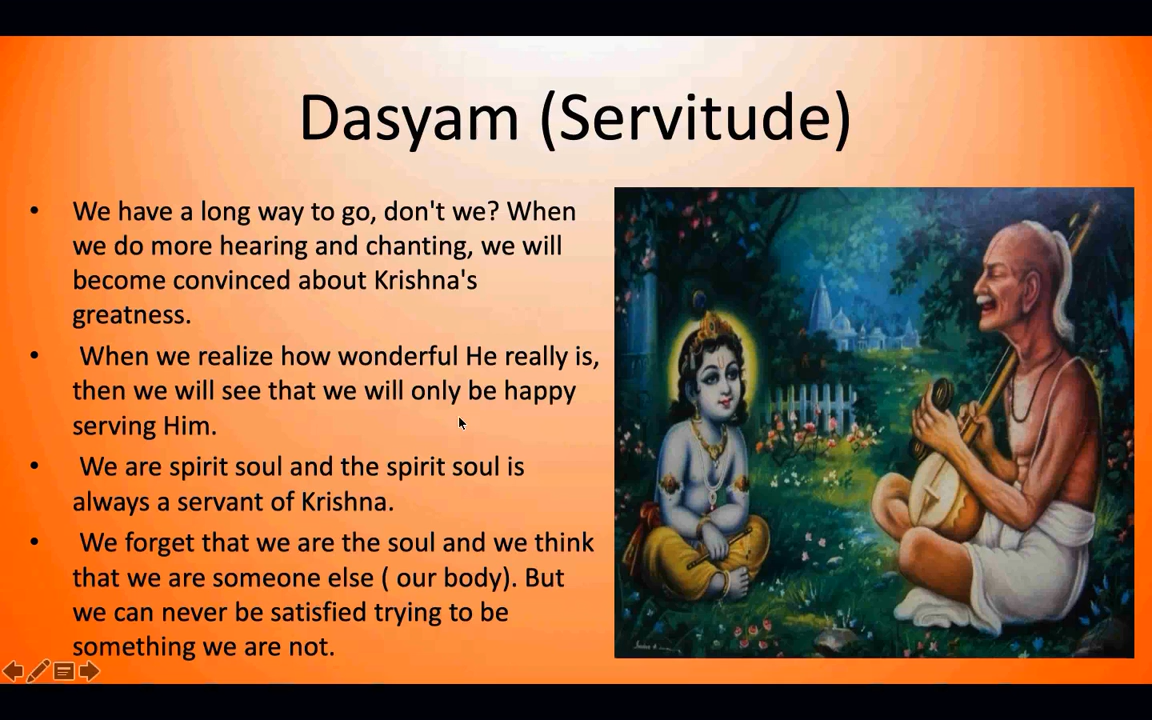 Dasyam (Servitude)
• We have a long way to go, don't we? When
we do more hearing and chanting, we will
become convinced about Krishna's
greatness.
• When we realize how wonderful He really is,
then we will see that we will only be happy
serving Him.
• We are spirit soul and the spirit soul is
always a servant of Krishna.
• We forget that we are the soul and we think
that we are someone else ( our body). But
we can never be satisfied trying to be
something we are not.